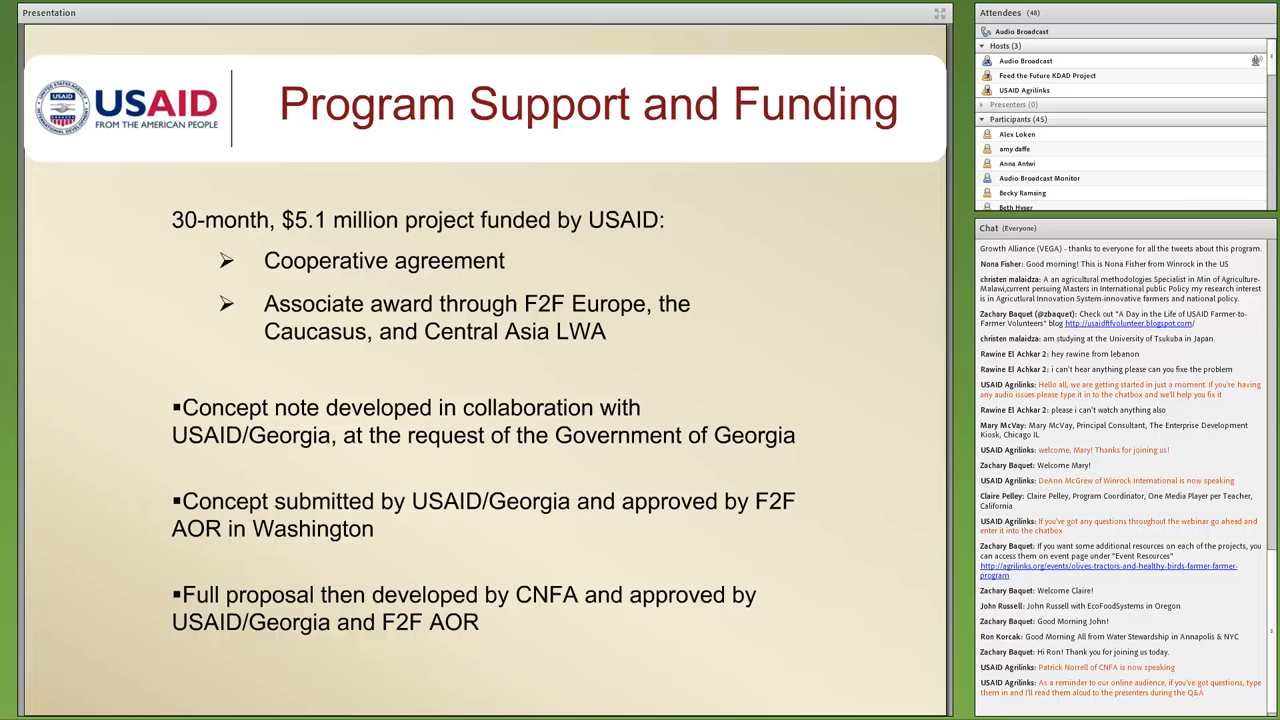 Presentation
UNITED STATES AGENCY
USAID
INTERNATIONAL DEVELOPMENT
USAID
FROM THE AMERICAN PEOPLE
Program Support and Funding
30-month, $5.1 million project funded by USAID:
➢ Cooperative agreement
➢ Associate award through F2F Europe, the
Caucasus, and Central Asia LWA
▪Concept note developed in collaboration with
USAID/Georgia, at the request of the Government of Georgia
▪Concept submitted by USAID/Georgia and approved by F2F
AOR in Washington
▪Full proposal then developed by CNFA and approved by
USAID/Georgia and F2F AOR
Attendees (48)
Audio Broadcast
Hosts (3)
Audio Broadcast
Feed the Future KDAD Project
USAID Agrilinks
Presenters (0)
Participants (45)
Alex Loken
amy daffe
Anna Antwi
Audio Broadcast Monitor
Becky Ramsing
Beth Hyser
Chat (Everyone)
Growth Alliance (VEGA) - thanks to everyone for all the tweets about this program.
Nona Fisher: Good morning! This is Nona Fisher from Winrock in the US
christen malaidza: A an agricultural methodologies Specialist in Min of Agriculture-
Malawi,current persuing Masters in International public Policy my research interest
is in Agricutlural Innovation System-innovative farmers and national policy.
Zachary Baquet (@zbaquet): Check out "A Day in the Life of USAID Farmer-to-
Farmer Volunteers" blog http://usaidftfvolunteer.blogspot.com/
christen malaidza: am studying at the University of Tsukuba in Japan.
Rawine El Achkar 2: hey rawine from lebanon
Rawine El Achkar 2: i can't hear anything please can you fixe the problem
USAID Agrilinks: Hello all, we are getting started in just a moment. If you're having
any audio issues please type it in to the chatbox and we'll help you fix it
Rawine El Achkar 2: please i can't watch anything also
Mary McVay: Mary McVay, Principal Consultant, The Enterprise Development
Kiosk, Chicago IL
USAID Agrilinks: welcome, Mary! Thanks for joining us!
Zachary Baquet: Welcome Mary!
USAID Agrilinks: DeAnn McGrew of Winrock International is now speaking
Claire Pelley: Claire Pelley, Program Coordinator, One Media Player per Teacher,
California
USAID Agrilinks: If you've got any questions throughout the webinar go ahead and
enter it into the chatbox
Zachary Baquet: If you want some additional resources on each of the projects, you
can access them on event page under "Event Resources"
http://agrilinks.org/events/olives-tractors-and-healthy-birds-farmer-farmer-
program
Zachary Baquet: Welcome Claire!
John Russell: John Russell with EcoFoodSystems in Oregon
Zachary Baquet: Good Morning John!
Ron Korcak: Good Morning All from Water Stewardship in Annapolis & NYC
Zachary Baquet: Hi Ron! Thank you for joining us today.
USAID Agrilinks: Patrick Norrell of CNFA is now speaking
USAID Agrilinks: As a reminder to our online audience, if you've got questions, type
them in and I'll read them aloud to the presenters during the Q&A